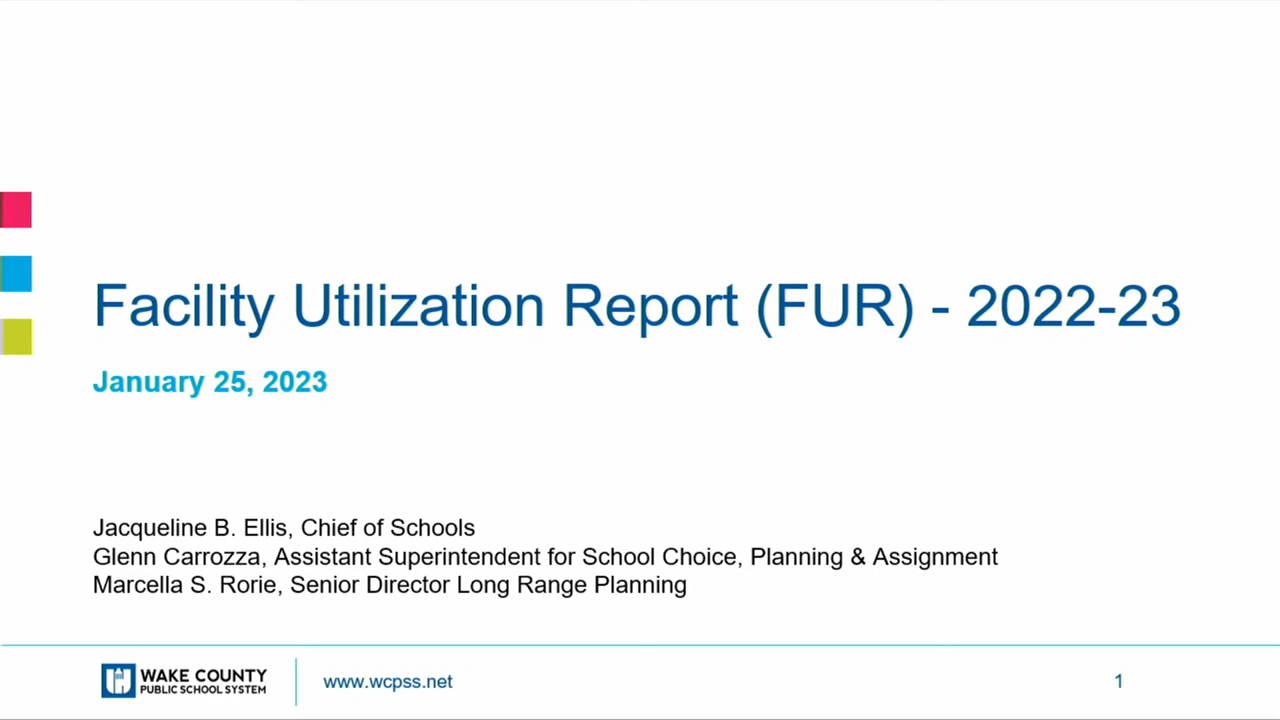 Facility Utilization Report (FUR) - 2022-23
January 25, 2023
Jacqueline B. Ellis, Chief of Schools
Glenn Carrozza, Assistant Superintendent for School Choice, Planning & Assignment
Marcella S. Rorie, Senior Director Long Range Planning
WAKE COUNTY
PUBLIC SCHOOL SYSTEM
www.wcpss.net
1